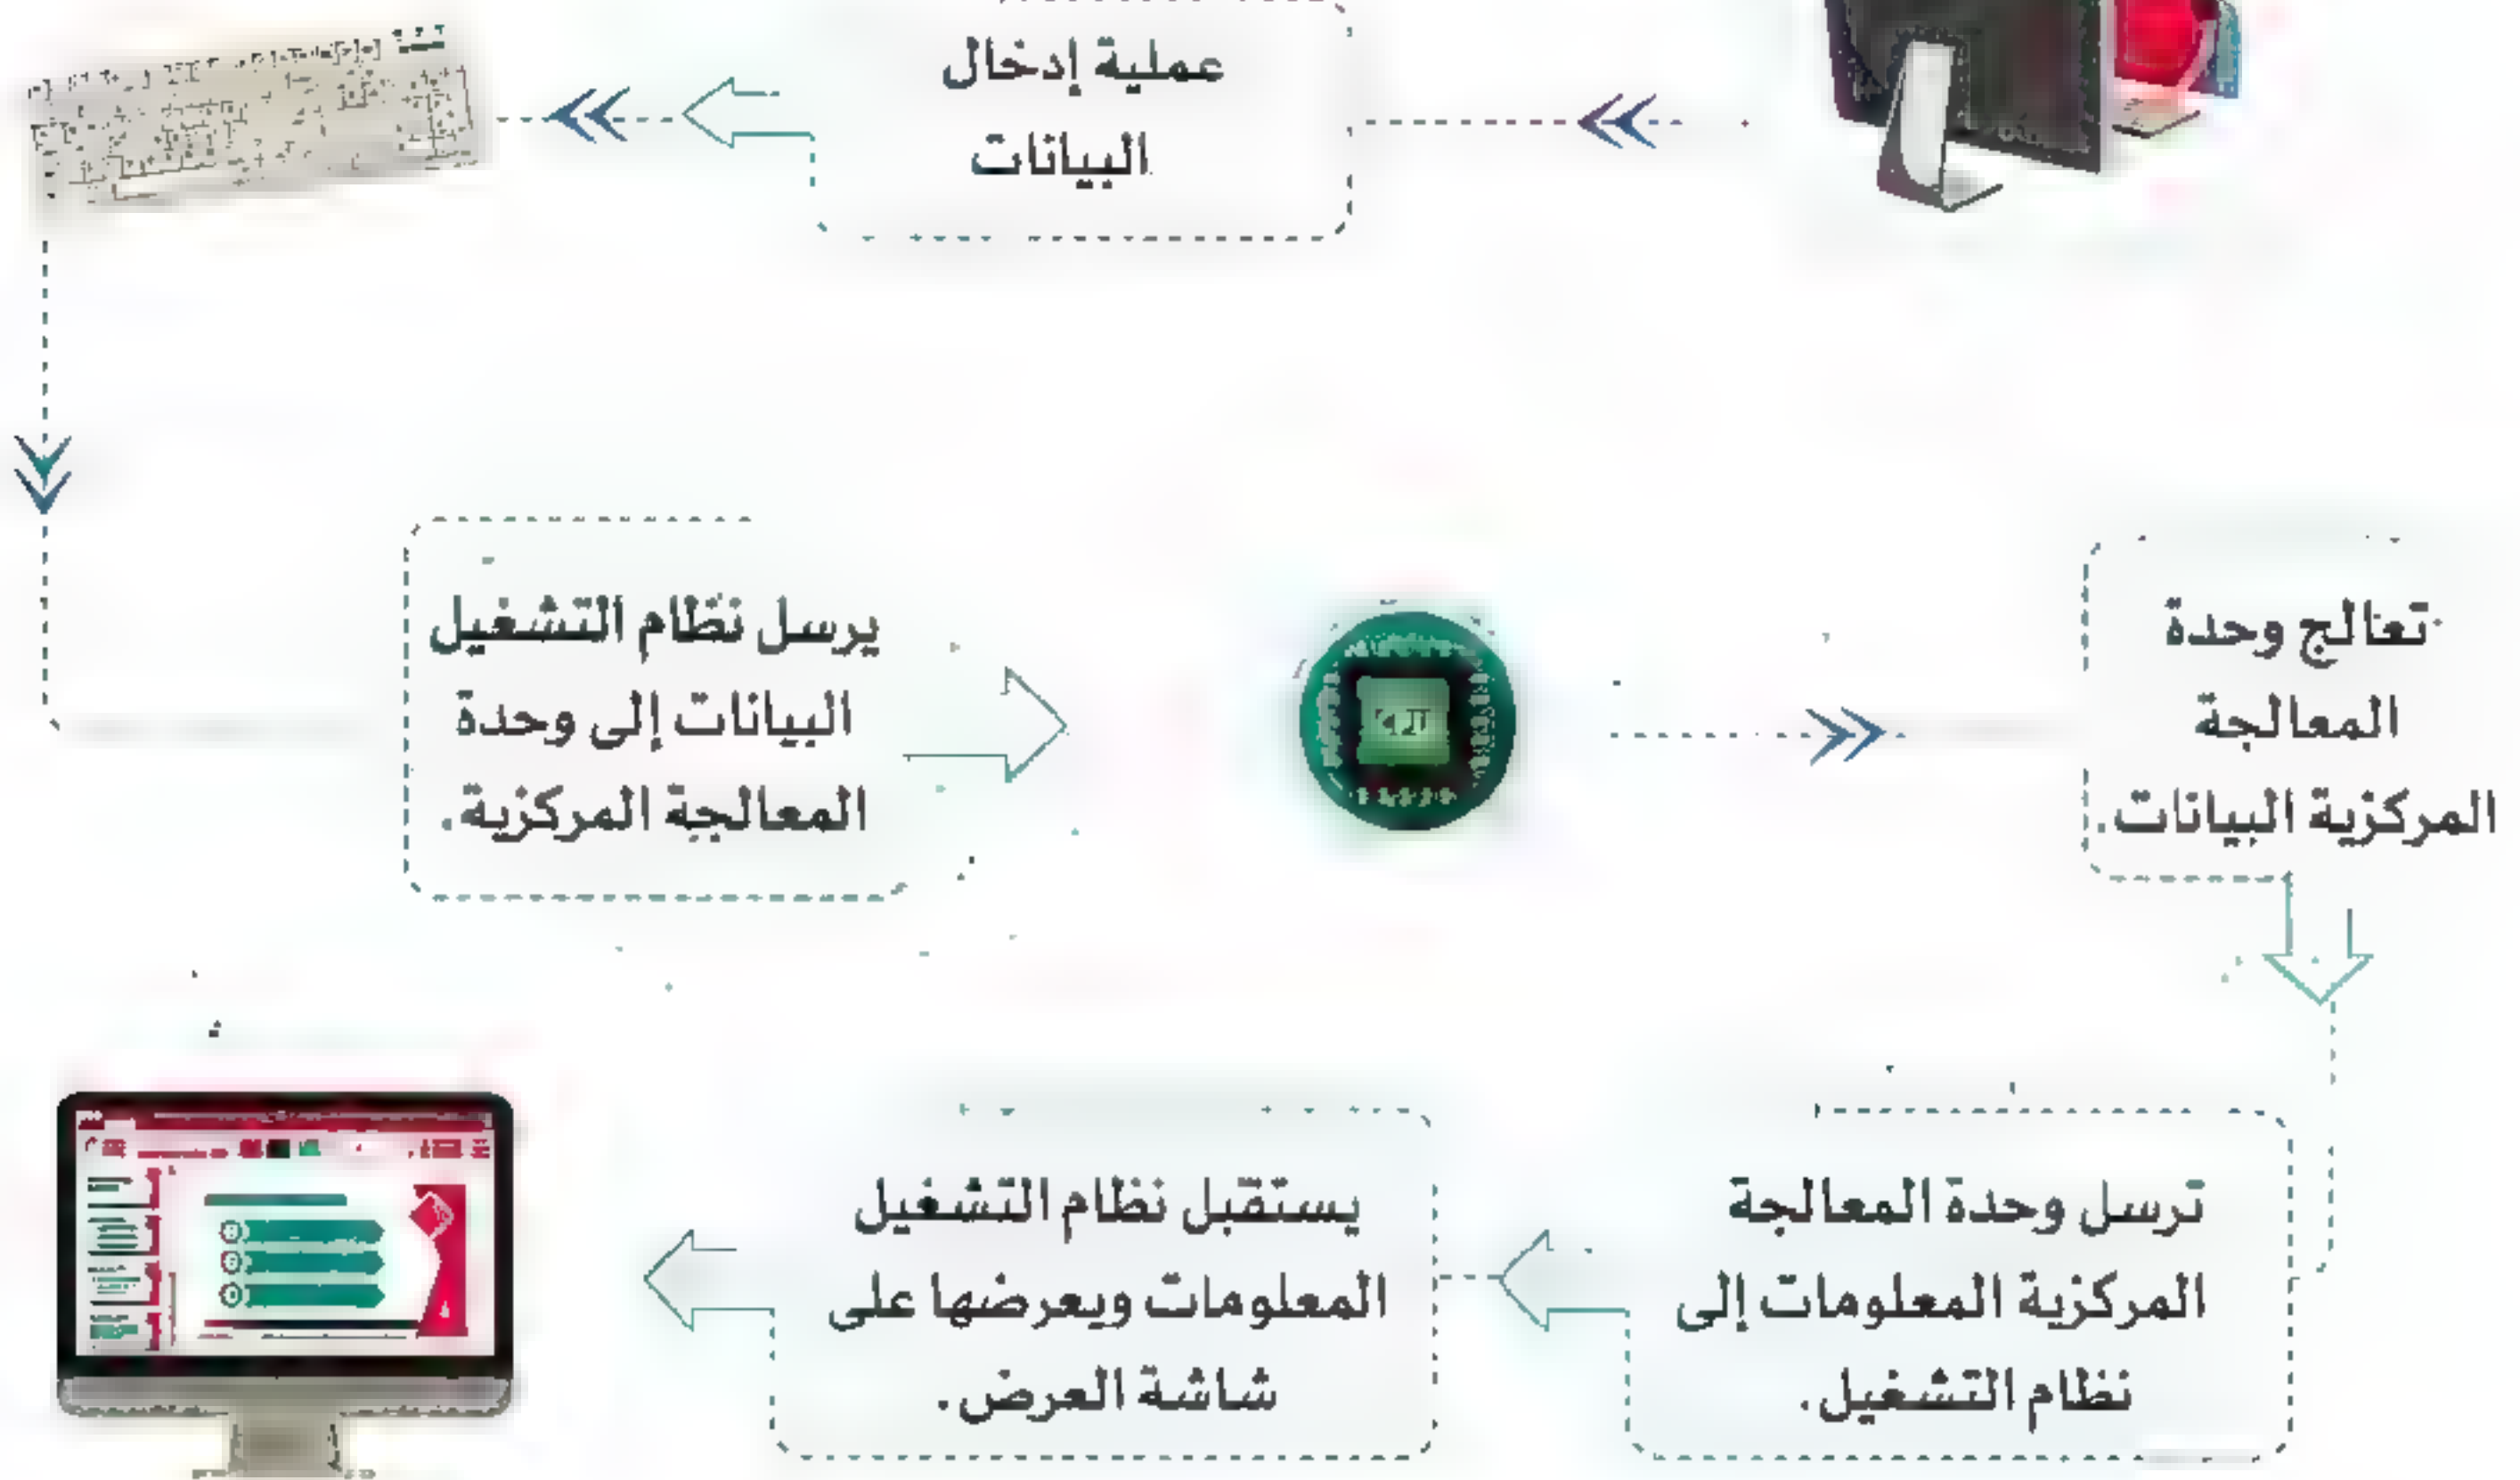 عملية إدخال
البيانات
يرسل نظام التشغيل
البيانات إلى وحدة
المعالجة المركزية.
تعالج وحدة
المعالجة
المركزية البيانات.
ترسل وحدة المعالجة
المركزية المعلومات إلى
نظام التشغيل.
يستقبل نظام التشغيل
المعلومات ويعرضها على
شاشة العرض.